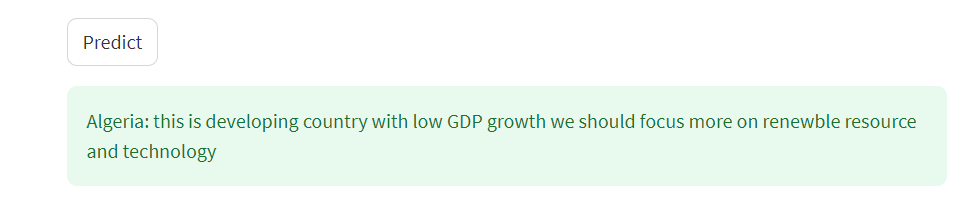 Predict
Algeria: this is developing country with low GDP growth we should focus more on renewble resource
and technology